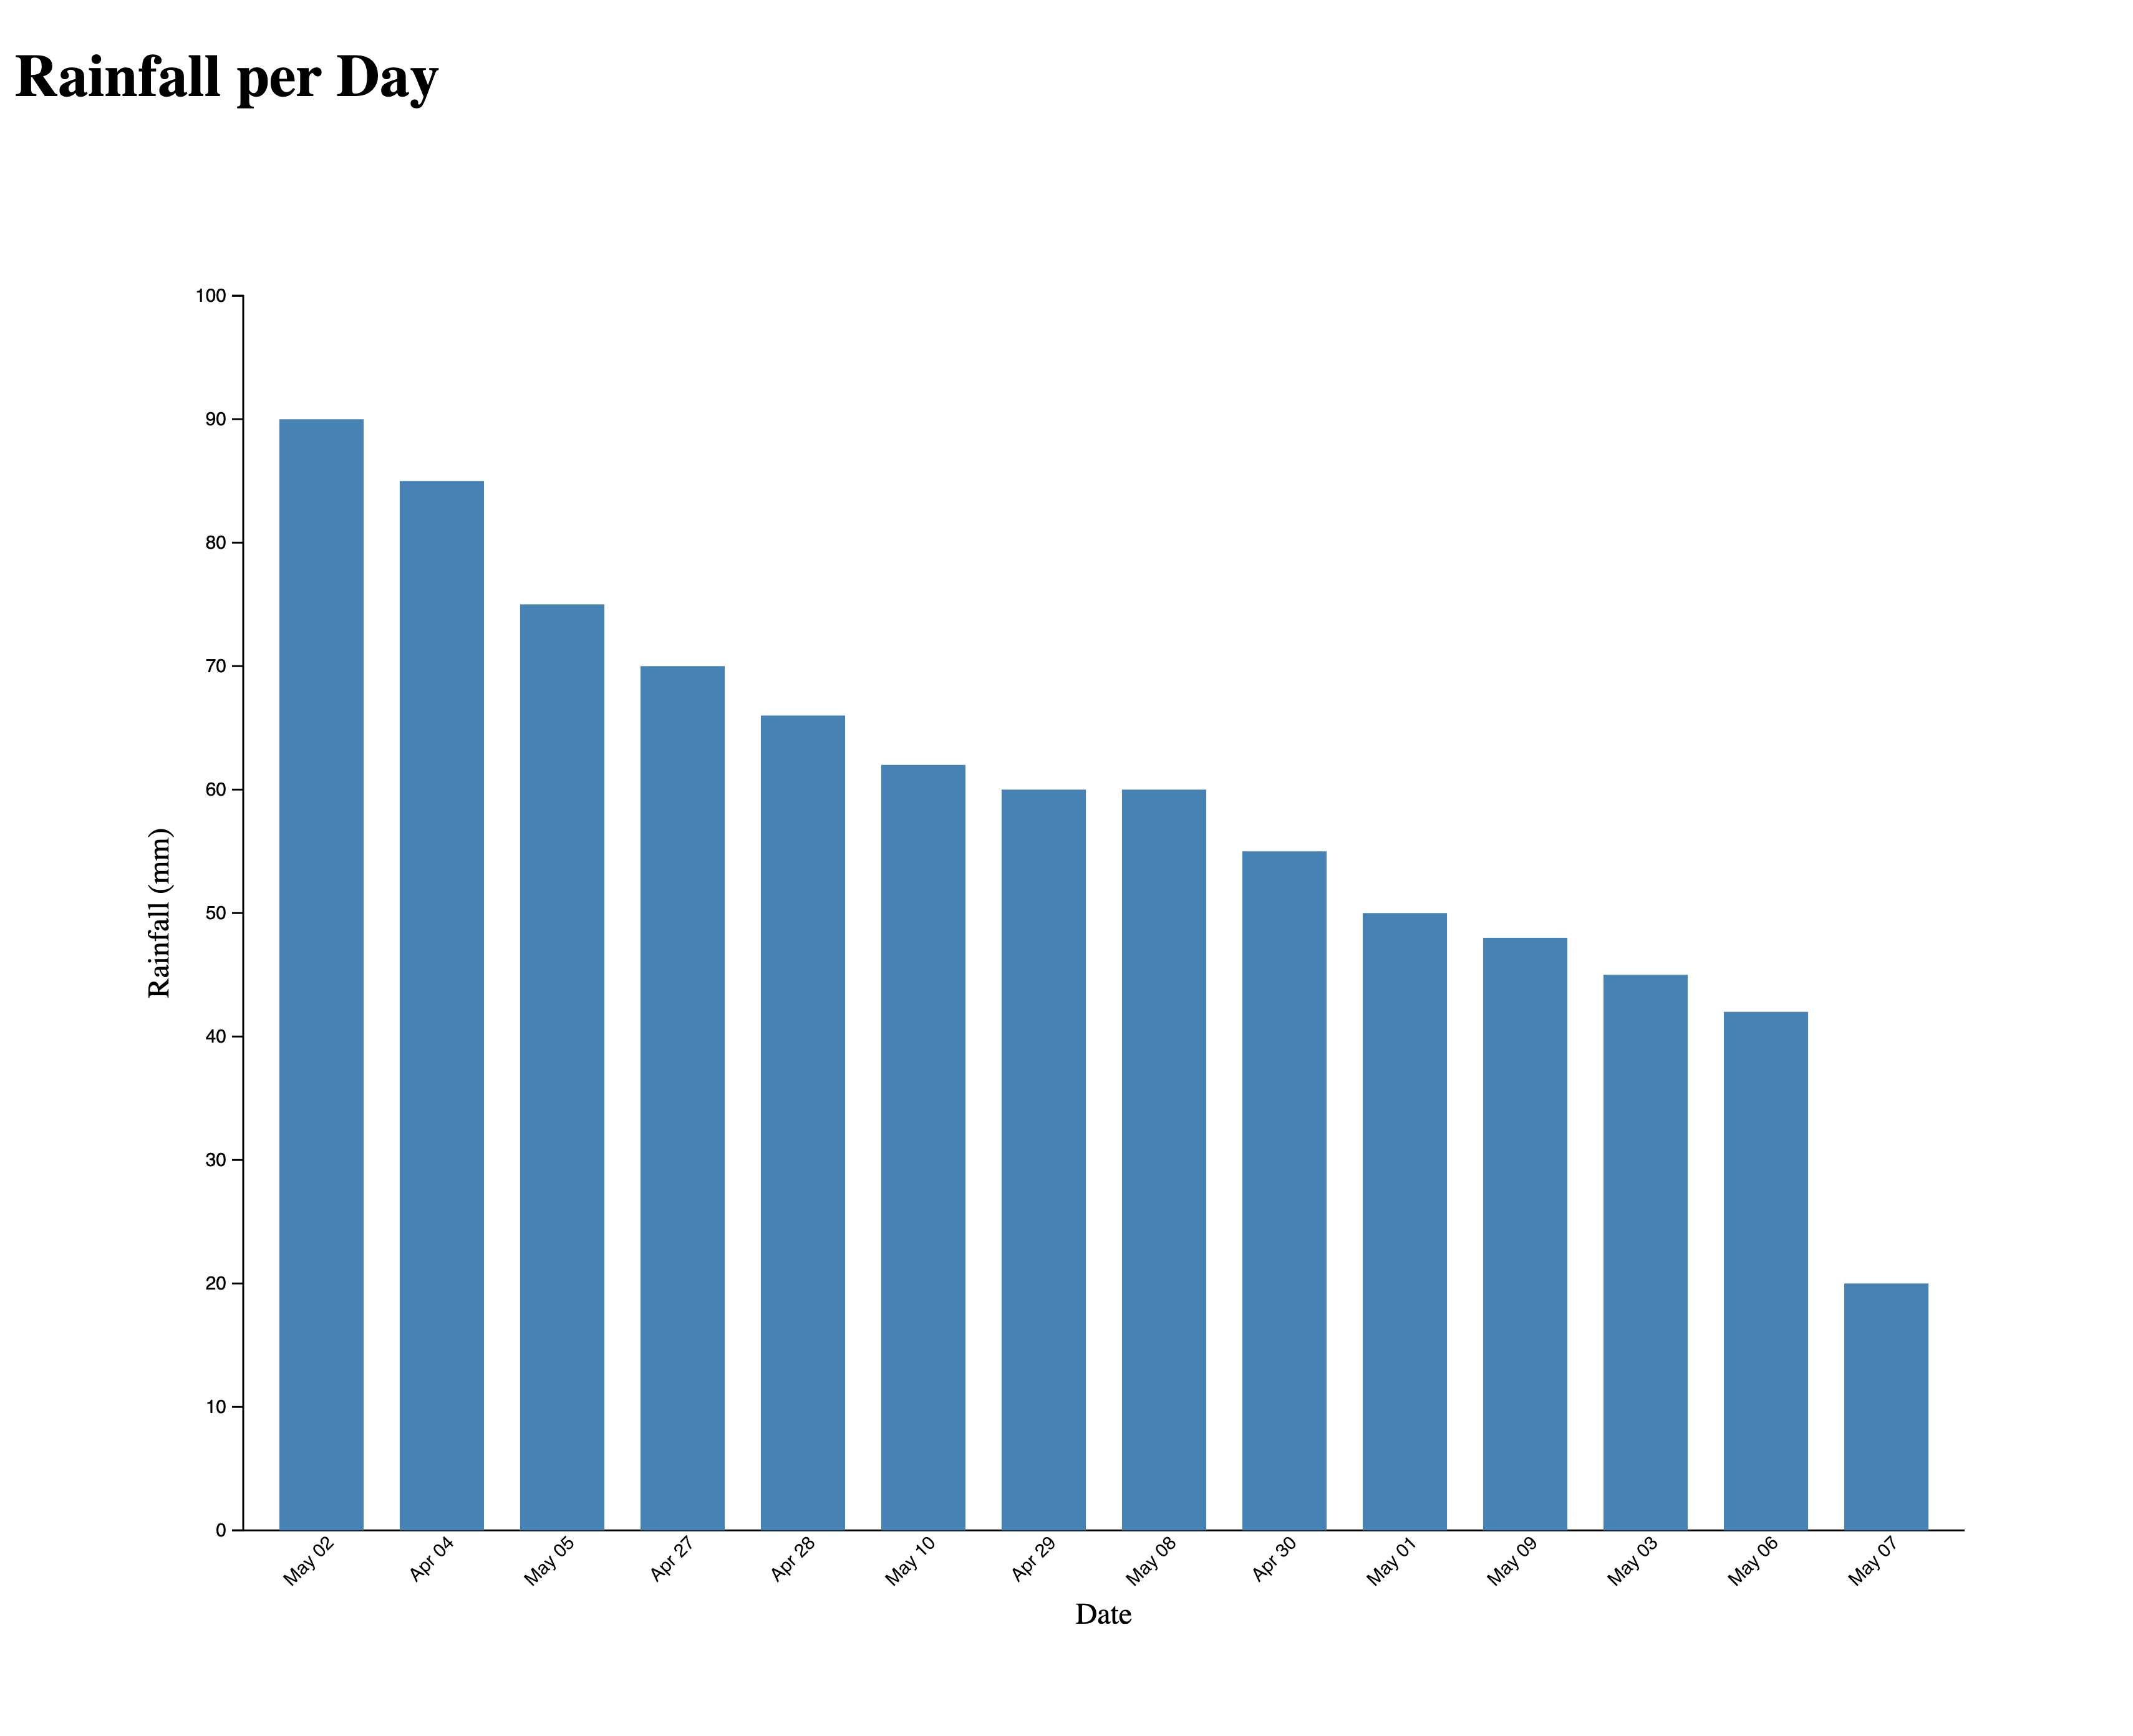 Rainfall per Day
100
90
80
70
60
50
40
30
20
10
0
Rainfall (mm)
May 02
Apr 04
May 05
Apr 27
Apr 28
May 10
Apr 29
May 08
Apr 30
May 01
May 09
May 03
May 06
May 07
Date